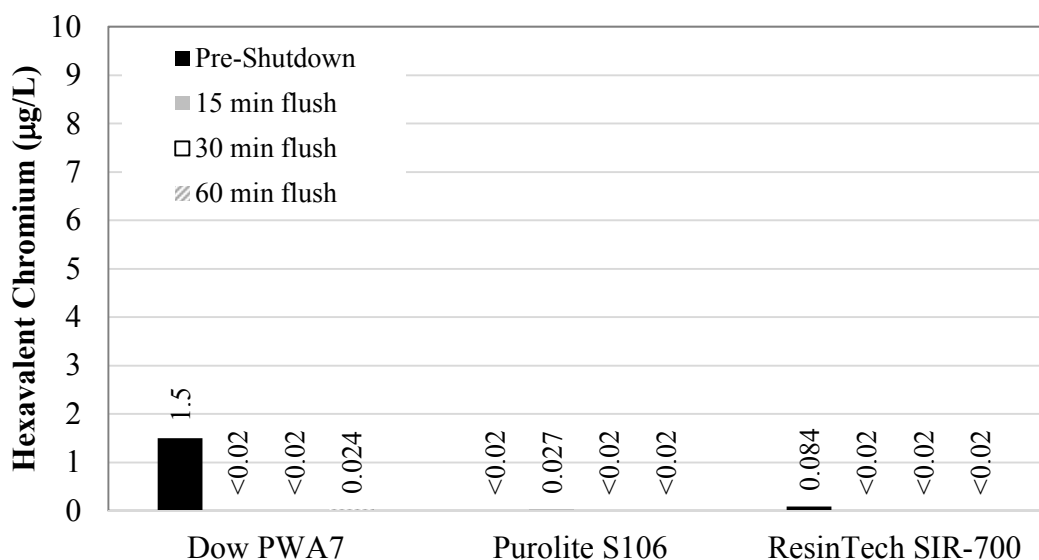 Hexavalent Chromium (µg/L)
10
9
8
7
6
5
4
3
2
1
0
Pre-Shutdown
15 min flush
30 min flush
60 min flush
1.5
<0.02
<0.02
0.024
<0.02
0.027
<0.02
<0.02
0.084
<0.02
<0.02
<0.02
Dow PWA7
Purolite S106
ResinTech SIR-700